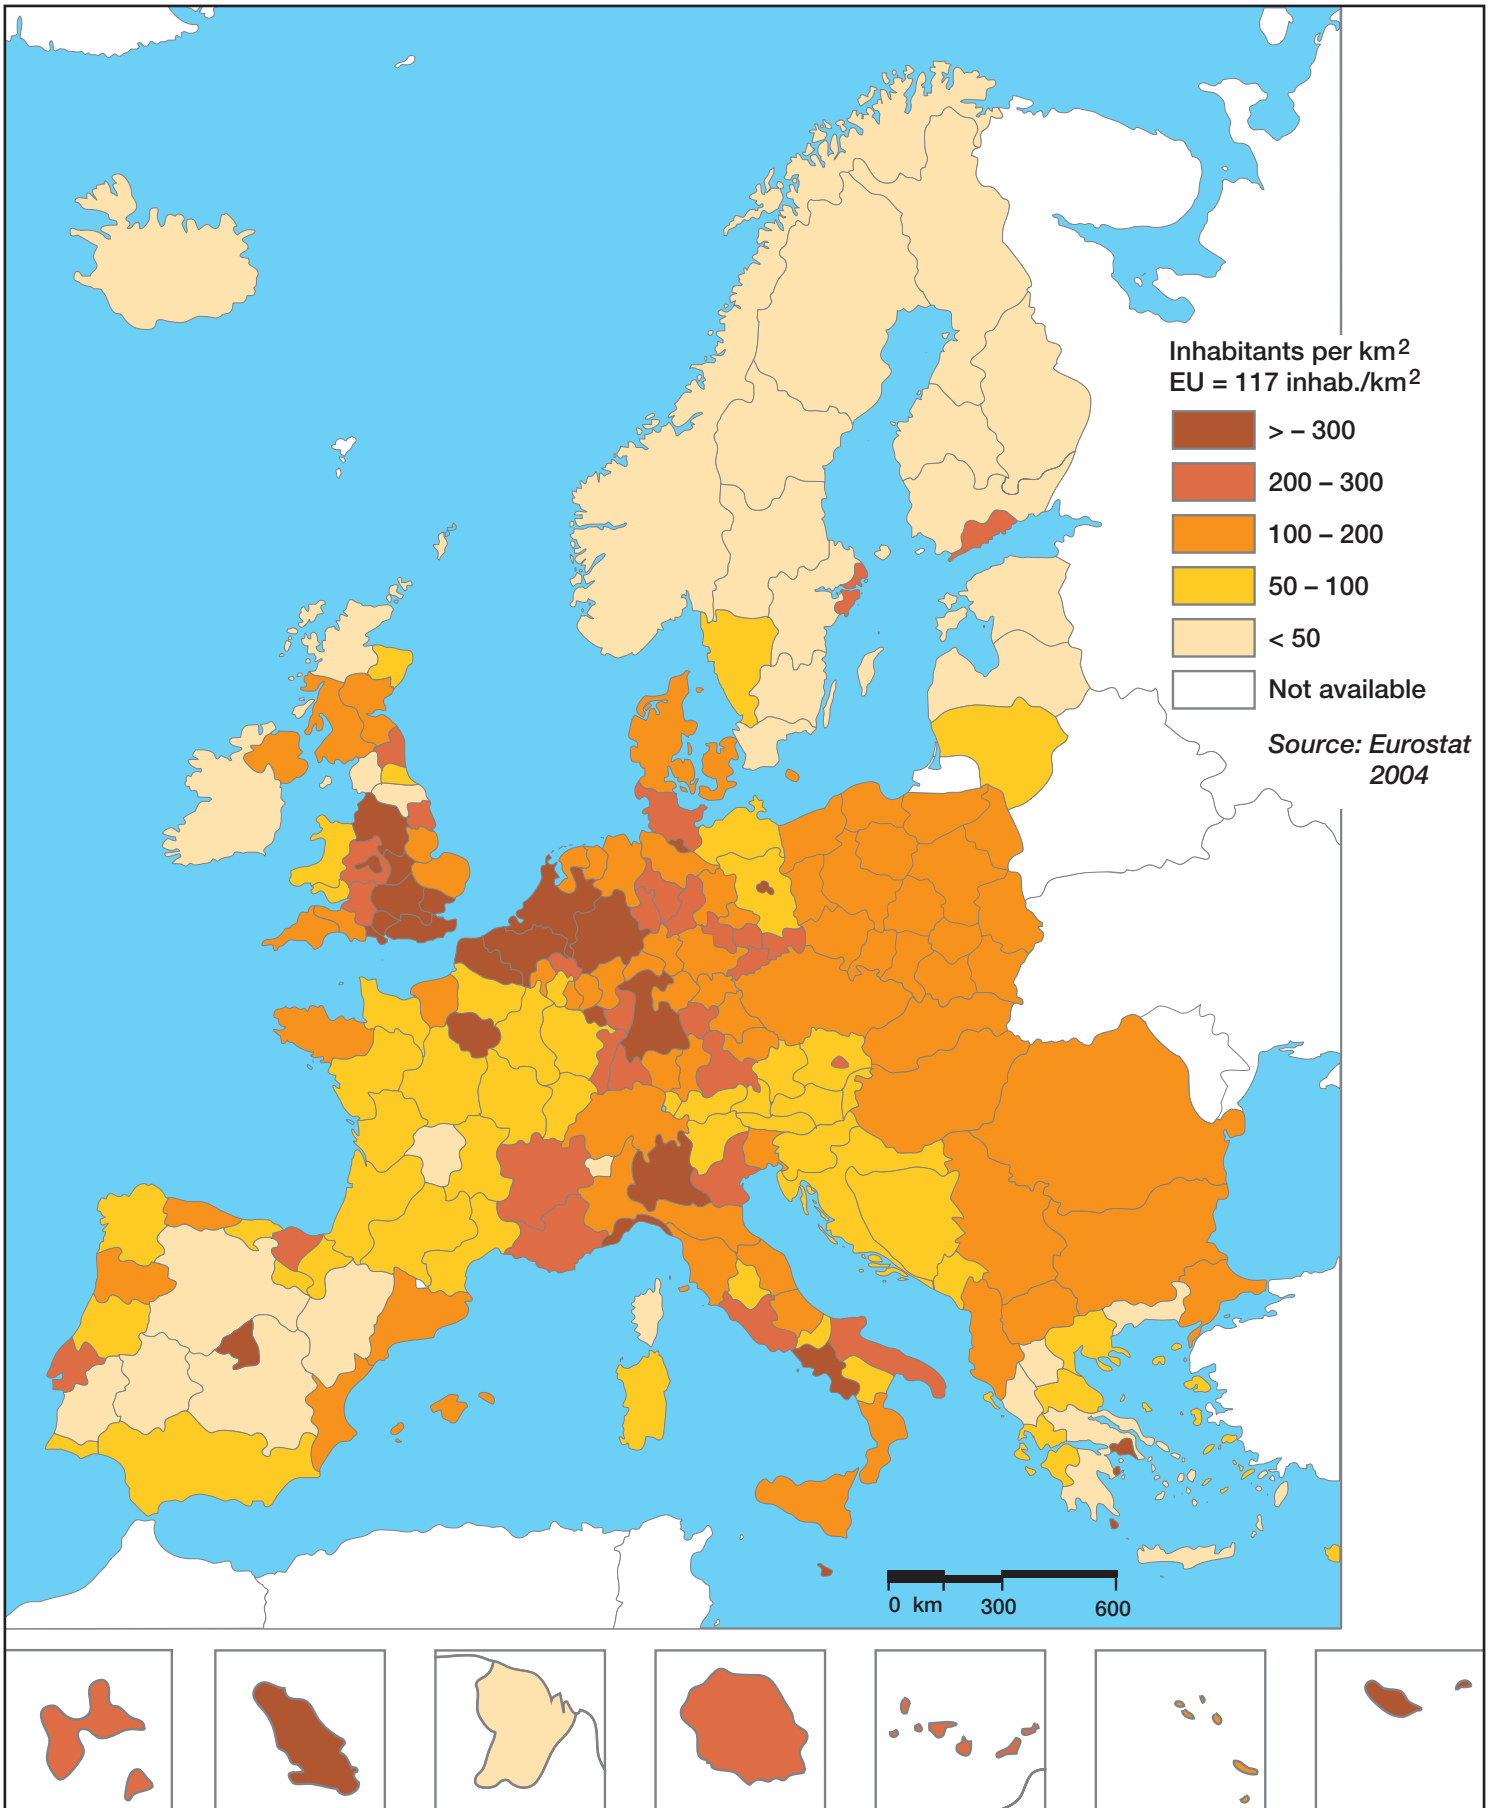 Inhabitants per km²
EU = 117 inhab./km²
> – 300
200 – 300
100 – 200
50 – 100
< 50
Not available
Source: Eurostat
2004
0 km 300 600